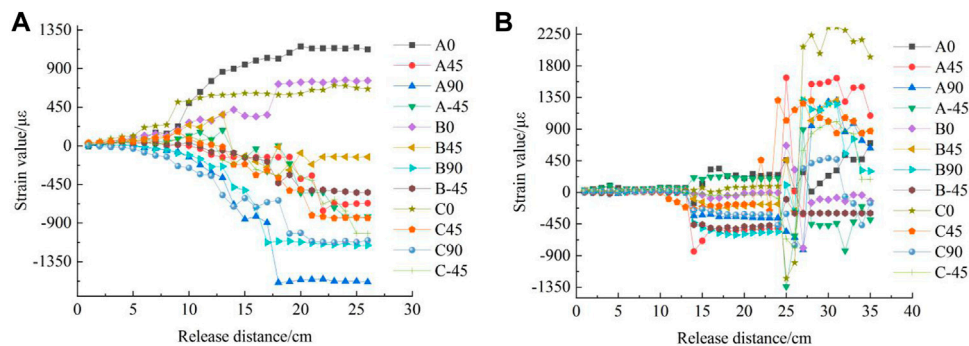 A
Strain value/με
1350
900
450
0
-450
-900
-1350
0 5 10 15 20 25 30
Release distance/cm
A0
A45
A90
A-45
B0
B45
B90
B-45
C0
C45
C90
C-45
B
Strain value/με
2250
1800
1350
900
450
0
-450
-900
-1350
0 5 10 15 20 25 30 35 40
Release distance/cm
A0
A45
A90
A-45
B0
B45
B90
B-45
C0
C45
C90
C-45